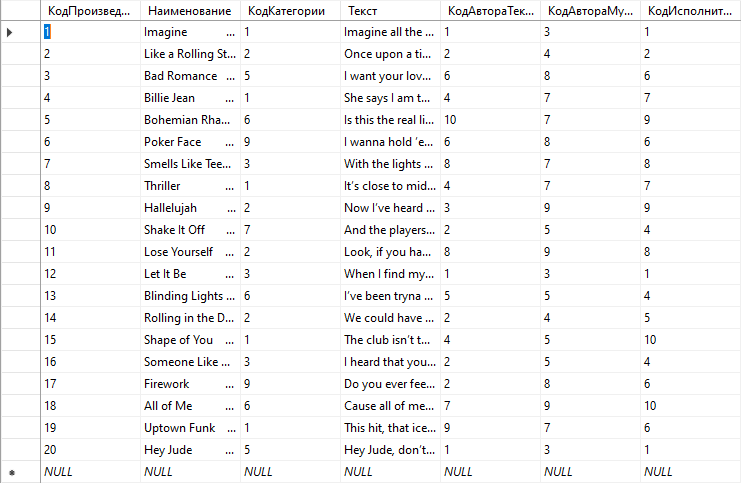 КодПроизвед... Наименование КодКатегории Текст КодАвтораТек... КодАвтораМу... КодИсполнит...
1 Imagine ... 1 Imagine all the ... 1 3 1
2 Like a Rolling St... 2 Once upon a ti... 2 4 2
3 Bad Romance ... 5 I want your lov... 6 8 6
4 Billie Jean ... 1 She says I am t... 4 7 7
5 Bohemian Rha... 6 Is this the real li... 10 7 9
6 Poker Face ... 9 I wanna hold 'e... 6 8 6
7 Smells Like Tee... 3 With the lights ... 8 7 8
8 Thriller ... 1 It's close to mid... 4 7 7
9 Hallelujah ... 2 Now I've heard ... 3 9 9
10 Shake It Off ... 7 And the players... 2 5 4
11 Lose Yourself ... 2 Look, if you ha... 8 9 8
12 Let It Be ... 3 When I find my... 1 3 1
13 Blinding Lights ... 6 I've been tryna ... 5 5 4
14 Rolling in the D... 2 We could have ... 2 4 5
15 Shape of You ... 1 The club isn't t... 4 5 10
16 Someone Like ... 3 I heard that you... 2 5 4
17 Firework ... 9 Do you ever fee... 2 8 6
18 All of Me ... 6 Cause all of me... 7 9 10
19 Uptown Funk ... 1 This hit, that ice... 9 7 6
20 Hey Jude ... 5 Hey Jude, don't... 1 3 1
NULL NULL NULL NULL NULL NULL NULL